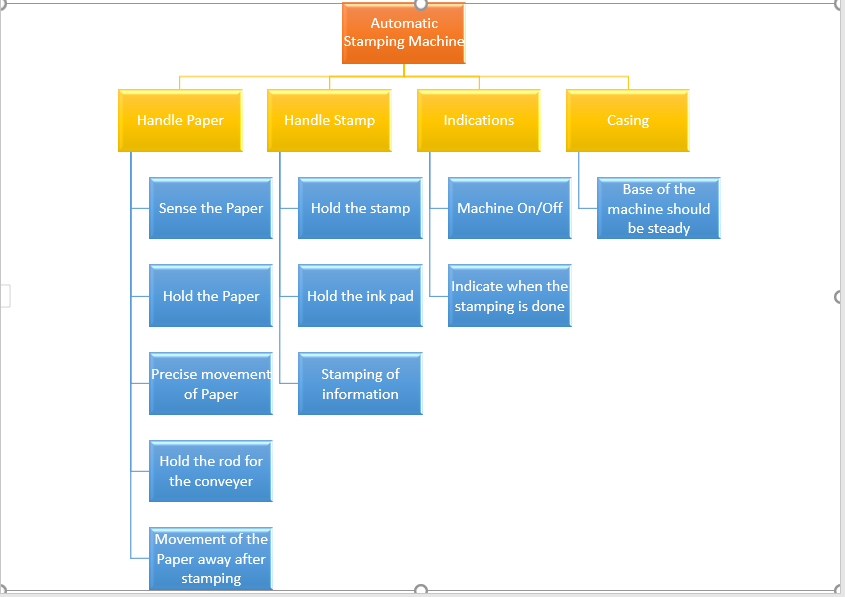 Automatic
Stamping Machine
Handle Paper
Handle Stamp
Indications
Casing
Sense the Paper
Hold the Paper
Precise movement
of Paper
Hold the rod for
the conveyer
Movement of the
Paper away after
stamping
Hold the stamp
Hold the ink pad
Stamping of
information
Machine On/Off
Indicate when the
stamping is done
Base of the
machine should
be steady